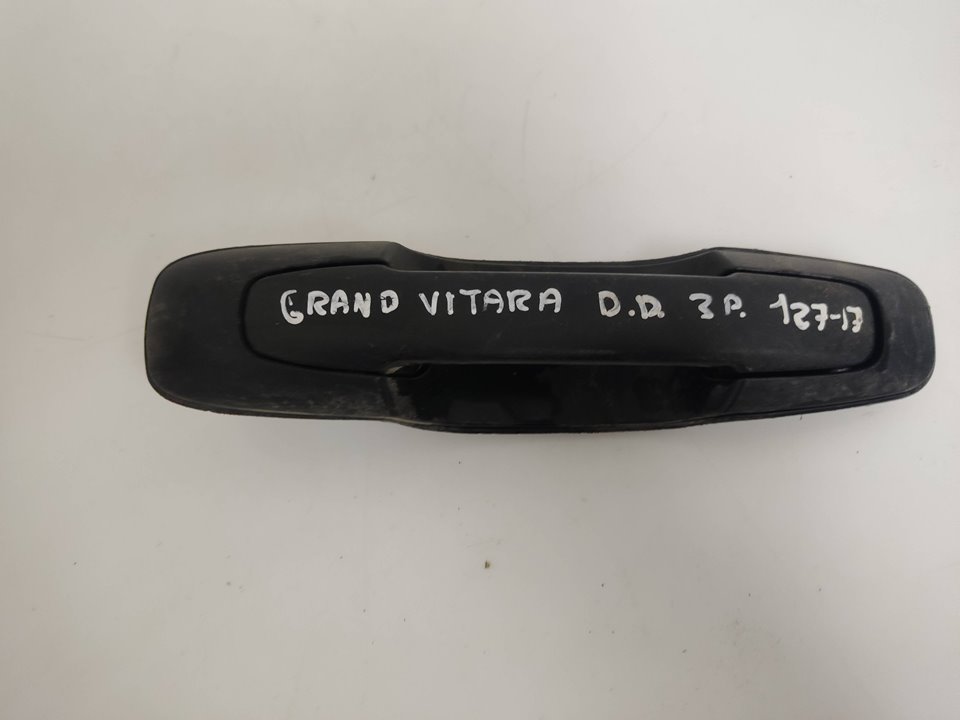 GRAND VITARA D.D. 3P. 127-17